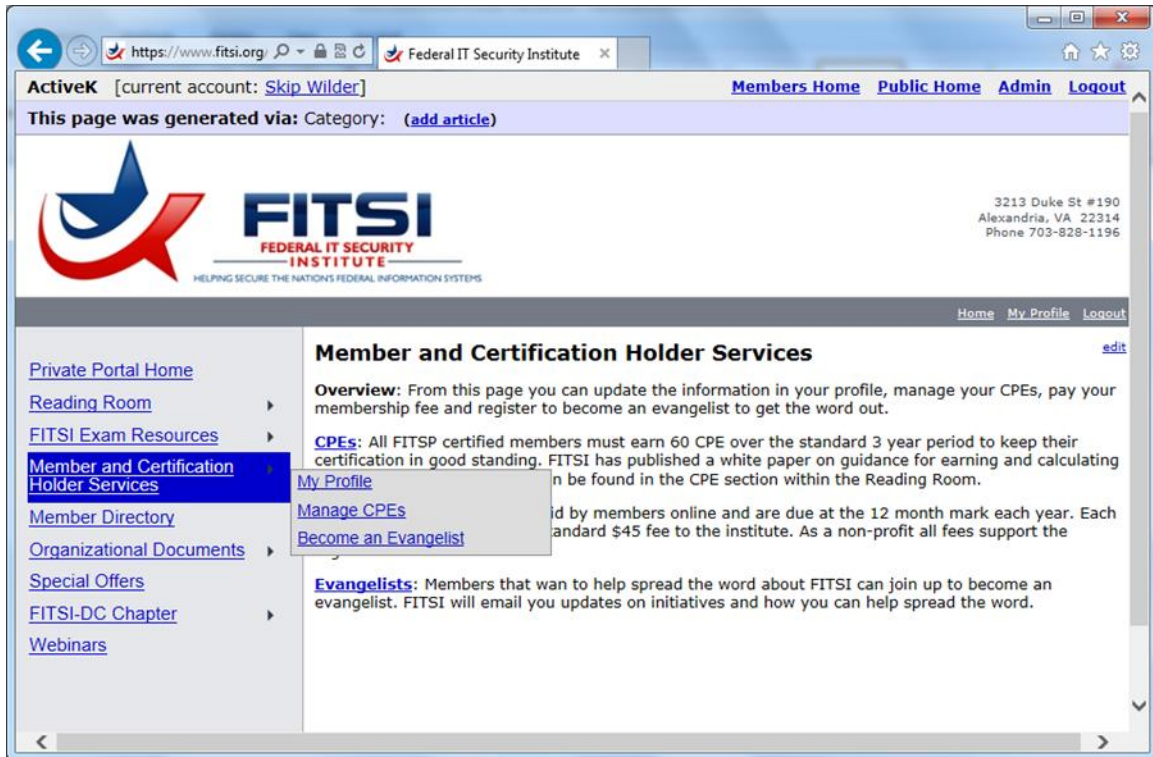 https://www.fitsi.org/
Federal IT Security Institute
ActiveK [current account: Skip Wilder]
Members Home Public Home Admin Logout
This page was generated via: Category: (add article)
FITSI
FEDERAL IT SECURITY
INSTITUTE
HELPING SECURE THE NATION'S FEDERAL INFORMATION SYSTEMS
3213 Duke St #190
Alexandria, VA 22314
Phone 703-828-1196
Home My Profile Logout
Private Portal Home
Reading Room
FITSI Exam Resources
Member and Certification
Holder Services
Member Directory
Organizational Documents
Special Offers
FITSI-DC Chapter
Webinars
My Profile
Manage CPEs
Become an Evangelist
Member and Certification Holder Services
edit
Overview: From this page you can update the information in your profile, manage your CPEs, pay your
membership fee and register to become an evangelist to get the word out.
CPEs: All FITSP certified members must earn 60 CPE over the standard 3 year period to keep their
certification in good standing. FITSI has published a white paper on guidance for earning and calculating
n be found in the CPE section within the Reading Room.
id by members online and are due at the 12 month mark each year. Each
andard $45 fee to the institute. As a non-profit all fees support the
Evangelists: Members that wan to help spread the word about FITSI can join up to become an
evangelist. FITSI will email you updates on initiatives and how you can help spread the word.